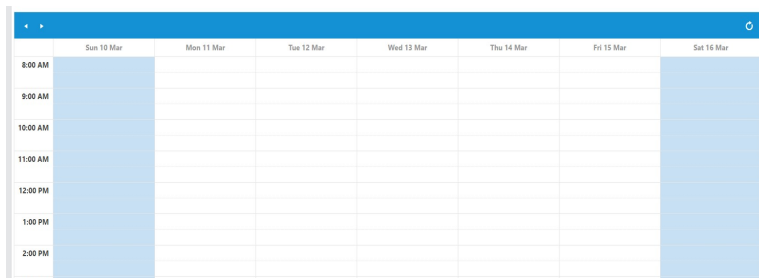 Sun 10 Mar Mon 11 Mar Tue 12 Mar Wed 13 Mar Thu 14 Mar Fri 15 Mar Sat 16 Mar
8:00 AM
9:00 AM
10:00 AM
11:00 AM
12:00 PM
1:00 PM
2:00 PM